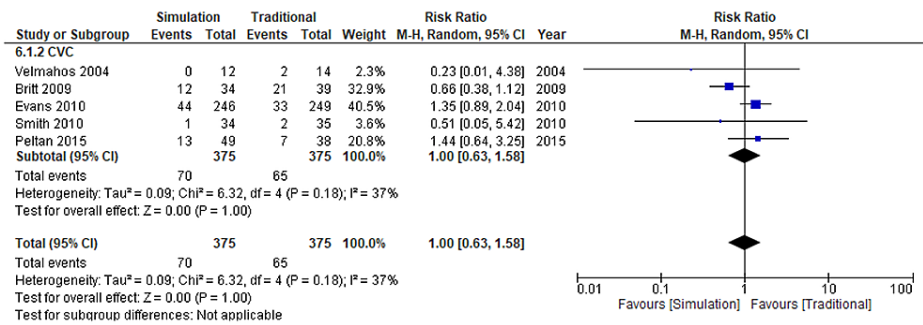 Simulation Traditional Risk Ratio Risk Ratio
Study or Subgroup Events Total Events Total Weight M-H, Random, 95% CI Year M-H, Random, 95% CI
6.1.2 CVC
Velmahos 2004 0 12 2 14 2.3% 0.23 [0.01, 4.38] 2004
Britt 2009 12 34 21 39 32.9% 0.66 [0.38, 1.12] 2009
Evans 2010 44 246 33 249 40.5% 1.35 [0.89, 2.04] 2010
Smith 2010 1 34 2 35 3.6% 0.51 [0.05, 5.42] 2010
Peltan 2015 13 49 7 38 20.8% 1.44 [0.64, 3.25] 2015
Subtotal (95% CI) 375 375 100.0% 1.00 [0.63, 1.58]
Total events 70 65
Heterogeneity: Tau² = 0.09; Chi² = 6.32, df = 4 (P = 0.18); I² = 37%
Test for overall effect: Z = 0.00 (P = 1.00)
Total (95% CI) 375 375 100.0% 1.00 [0.63, 1.58]
Total events 70 65
Heterogeneity: Tau² = 0.09; Chi² = 6.32, df = 4 (P = 0.18); I² = 37%
Test for overall effect: Z = 0.00 (P = 1.00)
Test for subgroup differences: Not applicable
0.01 0.1 1 10 100
Favours [Simulation] Favours [Traditional]